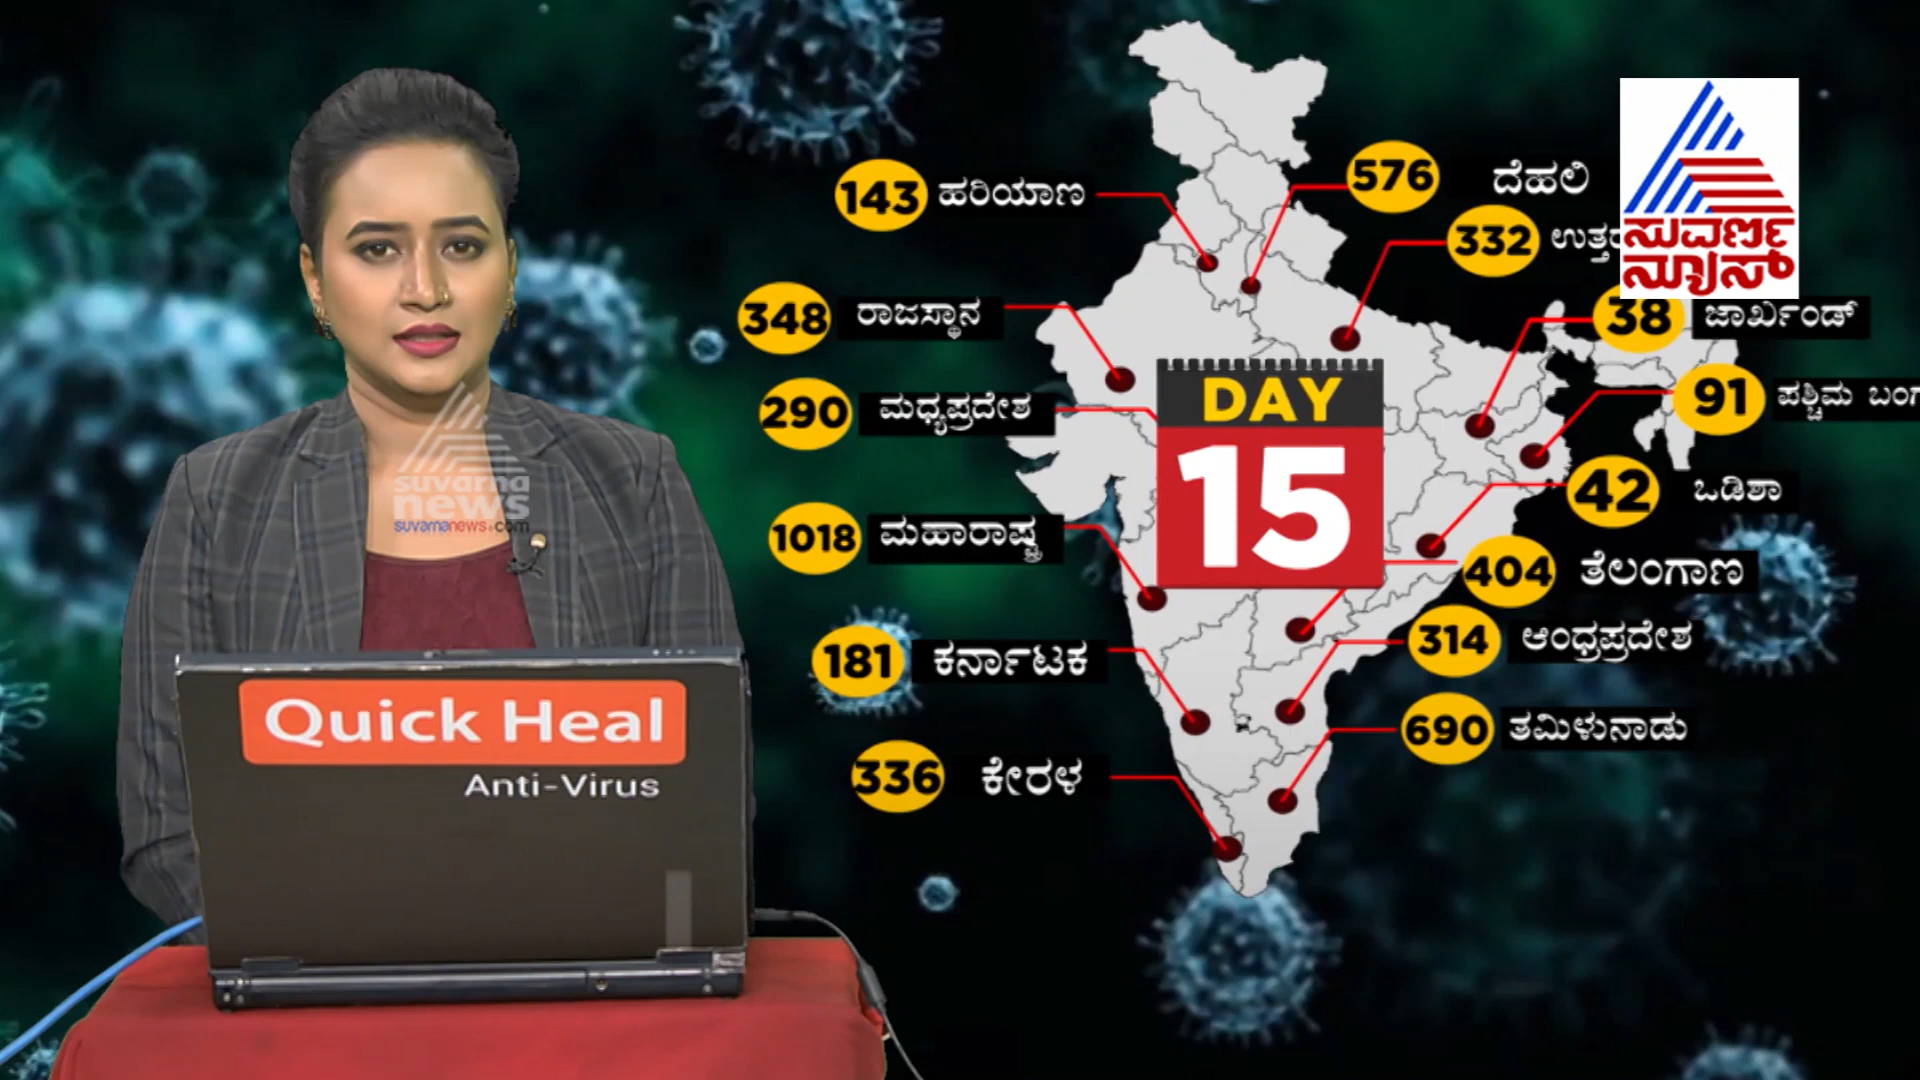 143 ಹರಿಯಾಣ
576 ದೆಹಲಿ
332
348 ರಾಜಸ್ಥಾನ
ಸುವರ್ಣ
ನ್ಯೂಸ್
38 ಜಾರ್ಖಂಡ್
290 ಮಧ್ಯಪ್ರದೇಶ
DAY
15
91 ಪಶ್ಚಿಮ
1018 ಮಹಾರಾಷ್ಟ್ರ
42 ಒಡಿಶಾ
404 ತೆಲಂಗಾಣ
181 ಕರ್ನಾಟಕ
314 ಆಂಧ್ರಪ್ರದೇಶ
690 ತಮಿಳುನಾಡು
336 ಕೇರಳ
suvarna
news
suvarnanews.com
Quick Heal
Anti-Virus